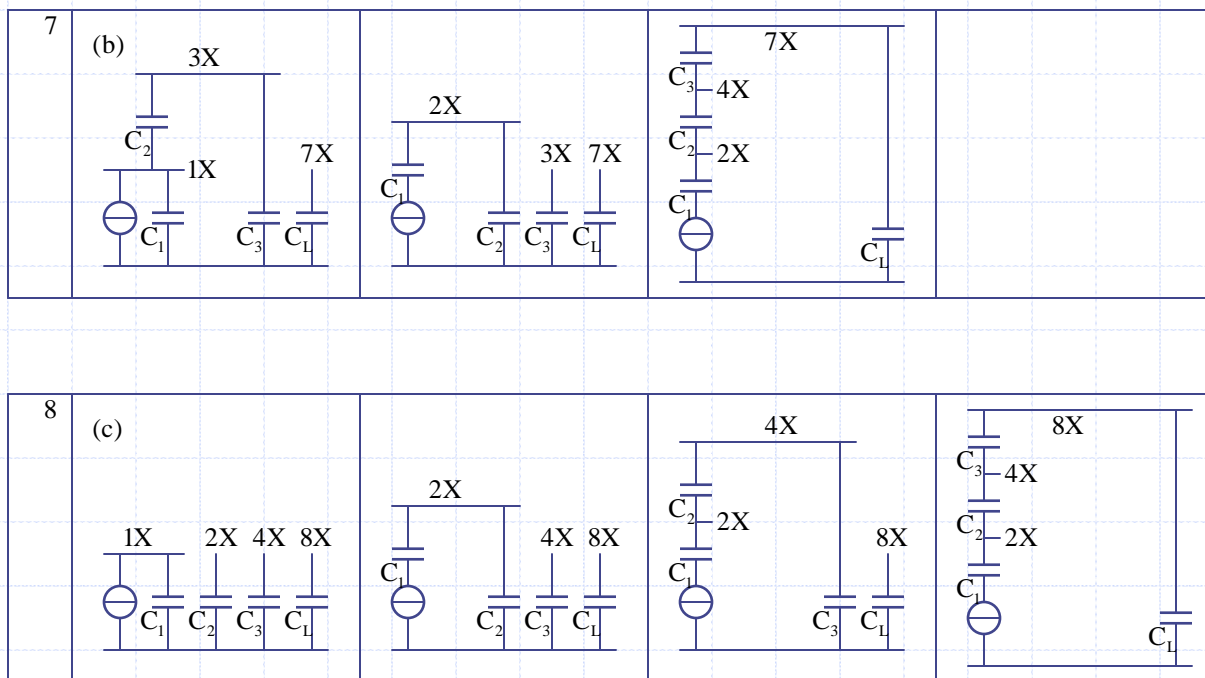 7
(b)
3X
C2
1X
7X
C1
C3
CL
2X
C1
3X 7X
C2
C3
CL
7X
C3
4X
C2
2X
C1
CL
8
(c)
1X 2X 4X 8X
C1
C2
C3
CL
2X
C1
4X 8X
C2
C3
CL
4X
C2
2X
C1
8X
C3
CL
8X
C3
4X
C2
2X
C1
CL